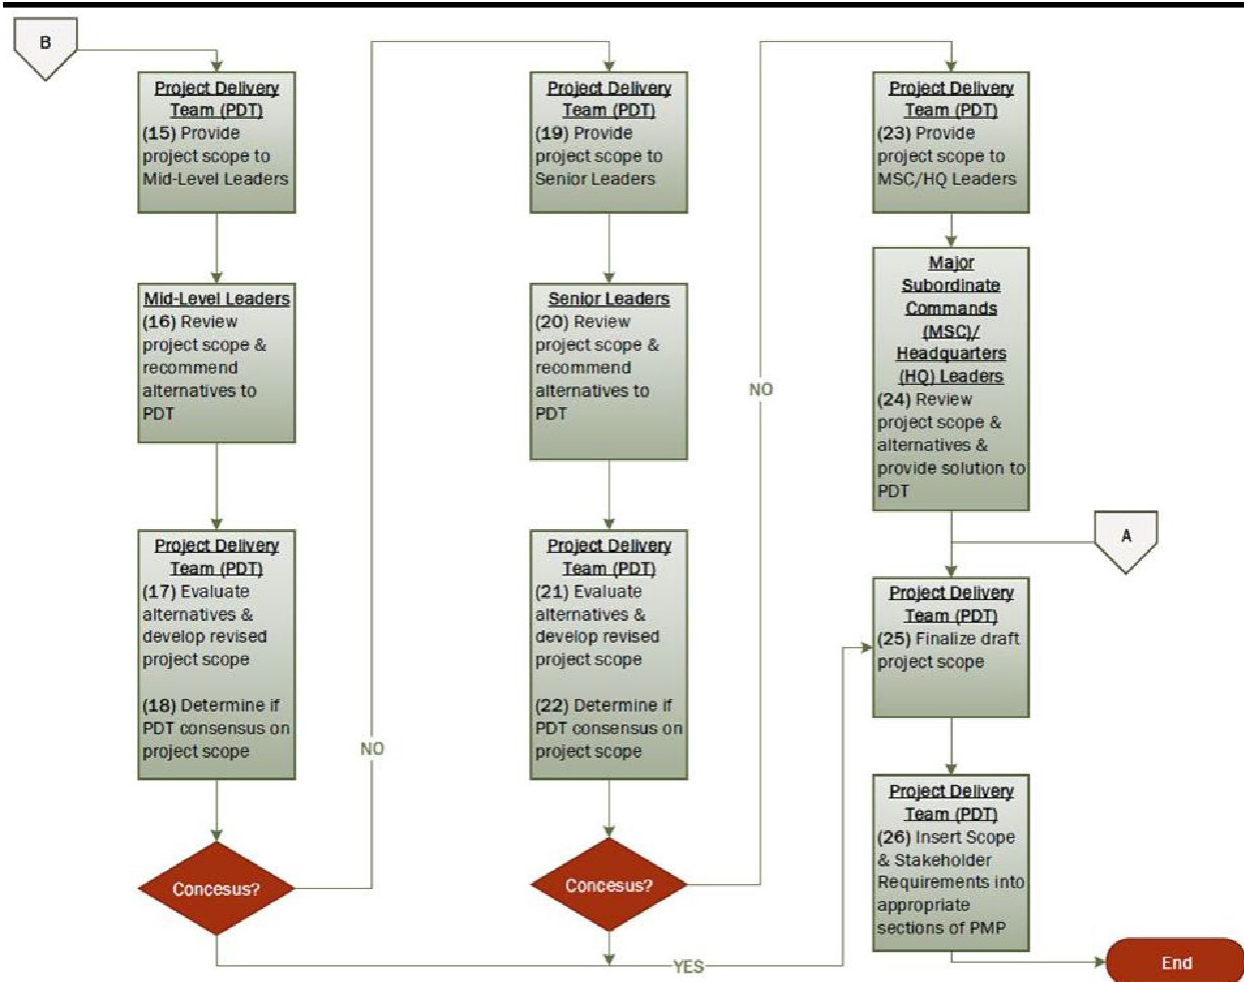 B
Project Delivery
Team (PDT)
(15) Provide
project scope to
Mid-Level Leaders
Mid-Level Leaders
(16) Review
project scope &
recommend
alternatives to
PDT
Project Delivery
Team (PDT)
(17) Evaluate
alternatives &
develop revised
project scope
(18) Determine if
PDT consensus on
project scope
Concesus?
NO
Project Delivery
Team (PDT)
(19) Provide
project scope to
Senior Leaders
Senior Leaders
(20) Review
project scope &
recommend
alternatives to
PDT
Project Delivery
Team (PDT)
(21) Evaluate
alternatives &
develop revised
project scope
(22) Determine if
PDT consensus on
project scope
Concesus?
NO
YES
Project Delivery
Team (PDT)
(23) Provide
project scope to
MSC/HQ Leaders
Major
Subordinate
Commands
(MSC)/
Headquarters
(HQ) Leaders
(24) Review
project scope &
alternatives &
provide solution to
PDT
A
Project Delivery
Team (PDT)
(25) Finalize draft
project scope
Project Delivery
Team (PDT)
(26) Insert Scope
& Stakeholder
Requirements into
appropriate
sections of PMP
End